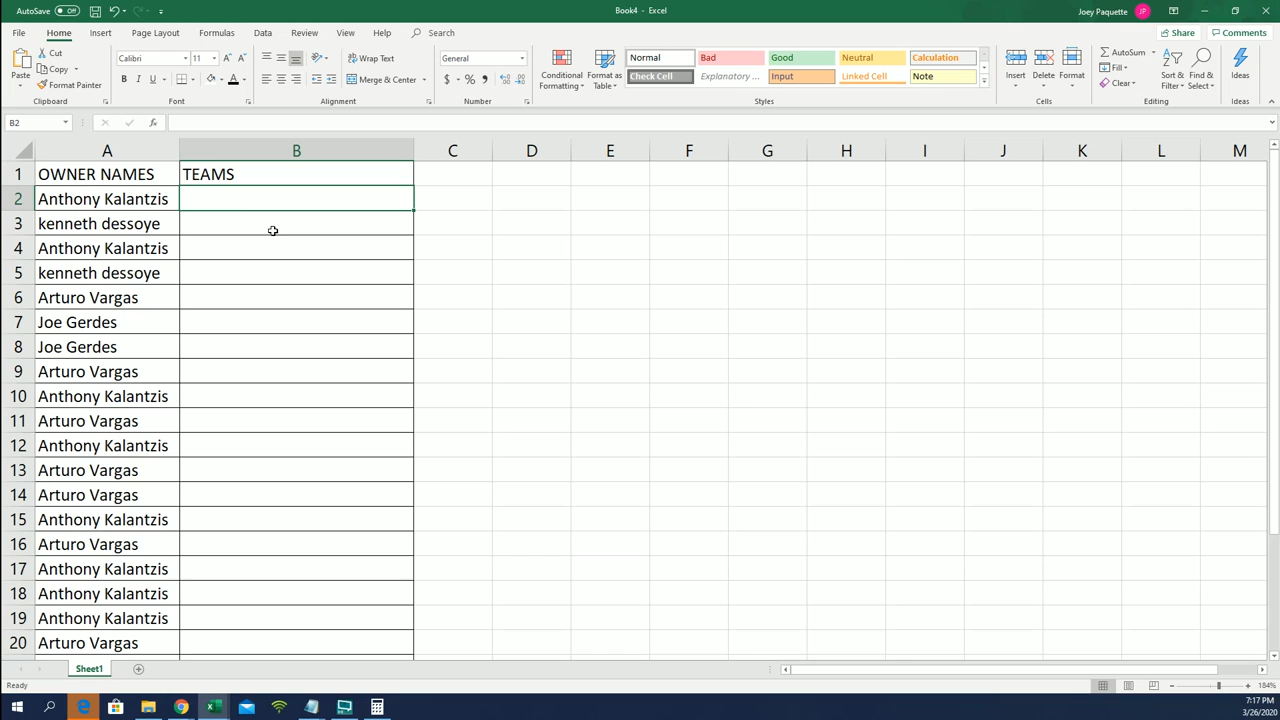 AutoSave Off
Book4 - Excel
Joey Paquette JP
File Home Insert Page Layout Formulas Data Review View Help Search
Share Comments
Paste
Cut
Copy
Format Painter
Clipboard
Calibri 11
B I U
Font
Wrap Text
Merge & Center
Alignment
General
$ % ,
Number
Conditional Formatting
Format as Table
Normal Bad Good Neutral Calculation
Check Cell Explanatory ... Input Linked Cell Note
Styles
Insert Delete Format
Cells
AutoSum
Fill
Clear
Sort & Filter
Find & Select
Editing
Ideas
Ideas
B2 fx
A B C D E F G H I J K L M
1 OWNER NAMES TEAMS
2 Anthony Kalantzis
3 kenneth dessoye
4 Anthony Kalantzis
5 kenneth dessoye
6 Arturo Vargas
7 Joe Gerdes
8 Joe Gerdes
9 Arturo Vargas
10 Anthony Kalantzis
11 Arturo Vargas
12 Anthony Kalantzis
13 Arturo Vargas
14 Arturo Vargas
15 Anthony Kalantzis
16 Arturo Vargas
17 Anthony Kalantzis
18 Anthony Kalantzis
19 Anthony Kalantzis
20 Arturo Vargas
Sheet1
Ready
184%
7:17 PM
3/26/2020